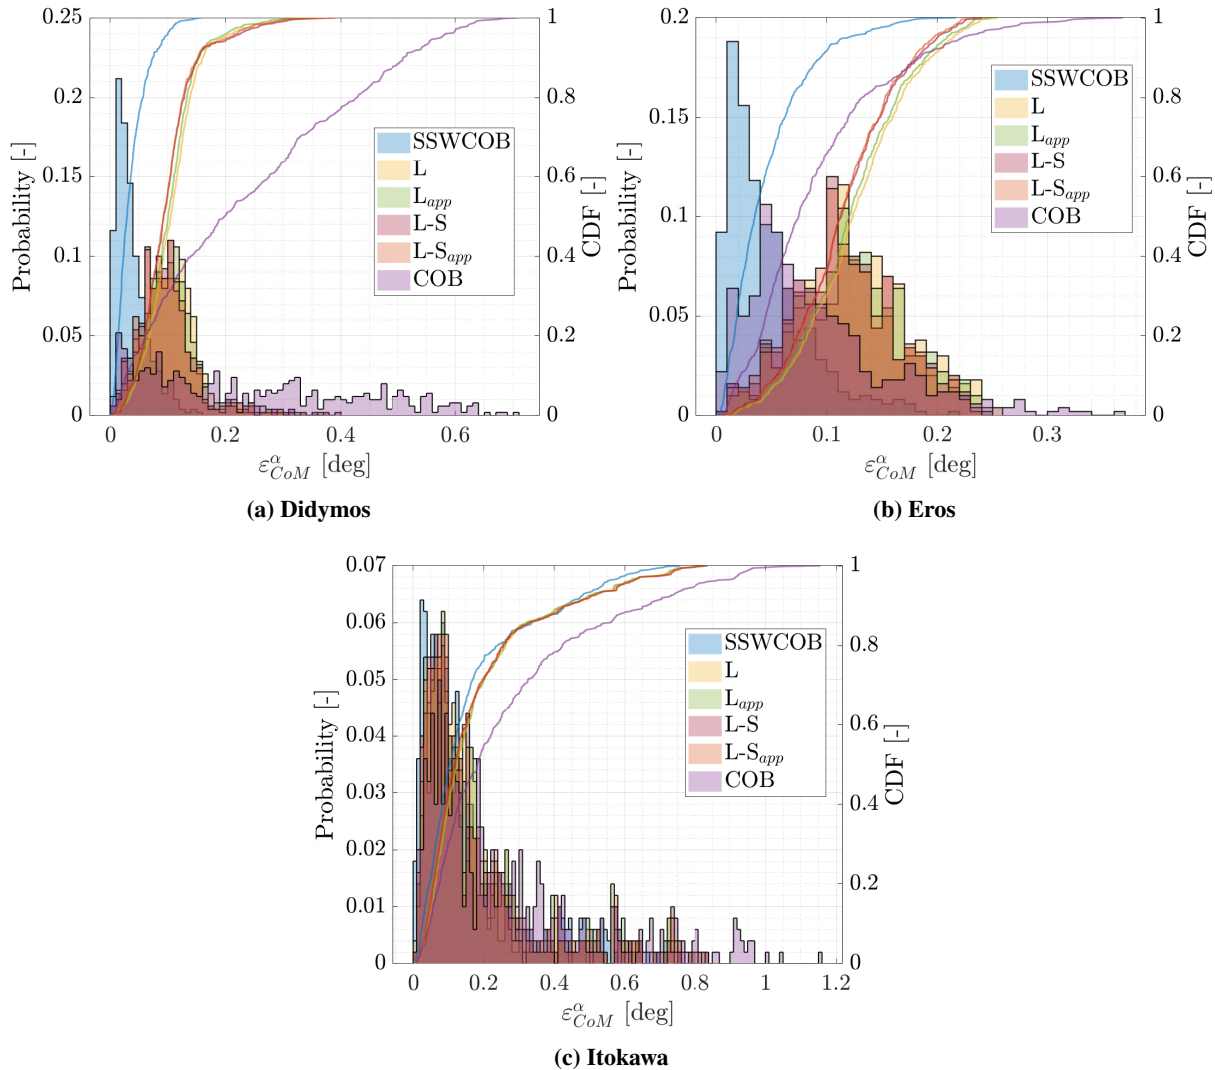 0.25
0.2
0.15
0.1
0.05
0
Probability [-]
1
0.8
0.6
0.4
0.2
0
CDF [-]
SSWCOB
L
L_app
L-S
L-S_app
COB
0 0.2 0.4 0.6
ε^α_CoM [deg]
(a) Didymos
0.2
0.15
0.1
0.05
0
Probability [-]
1
0.8
0.6
0.4
0.2
0
CDF [-]
SSWCOB
L
L_app
L-S
L-S_app
COB
0 0.1 0.2 0.3
ε^α_CoM [deg]
(b) Eros
0.07
0.06
0.05
0.04
0.03
0.02
0.01
0
Probability [-]
1
0.8
0.6
0.4
0.2
0
CDF [-]
SSWCOB
L
L_app
L-S
L-S_app
COB
0 0.2 0.4 0.6 0.8 1 1.2
ε^α_CoM [deg]
(c) Itokawa